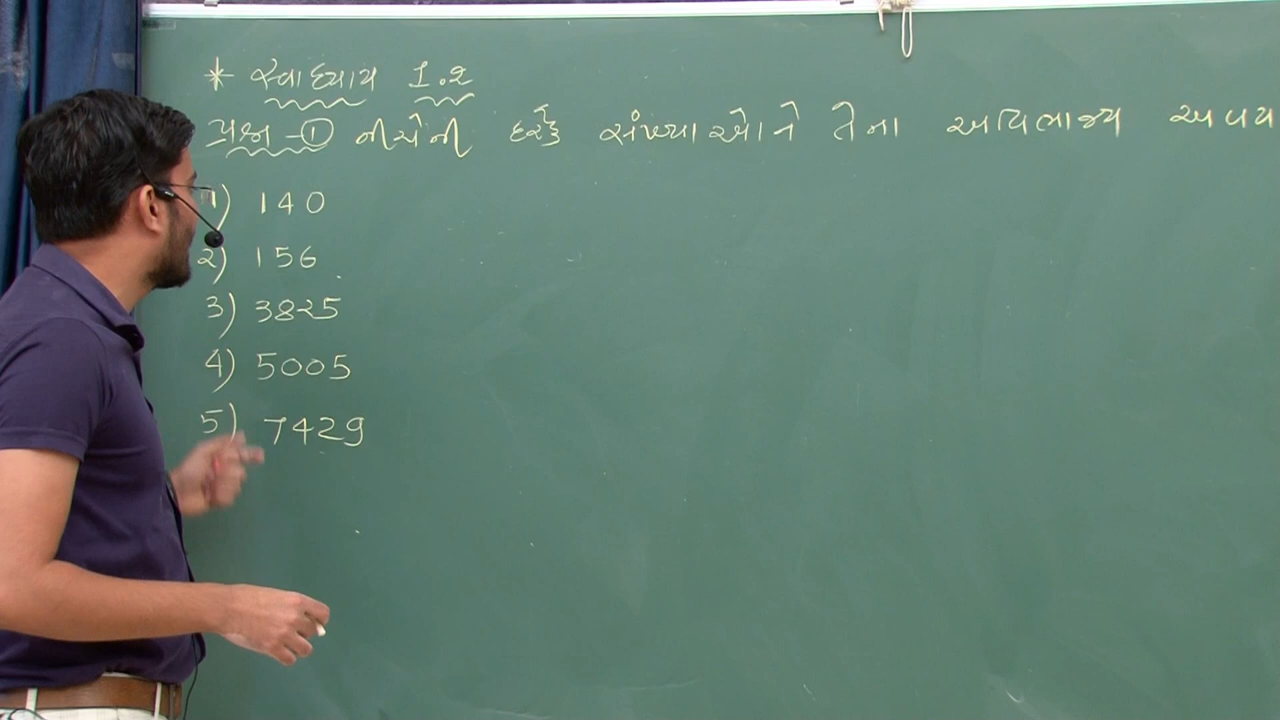 * સ્વાધ્યાય 1.2
પ્રશ્ન-① નીચેની દરેક સંખ્યાઓને તેના અવિભાજ્ય અવય
1) 140
2) 156
3) 3825
4) 5005
5) 7429